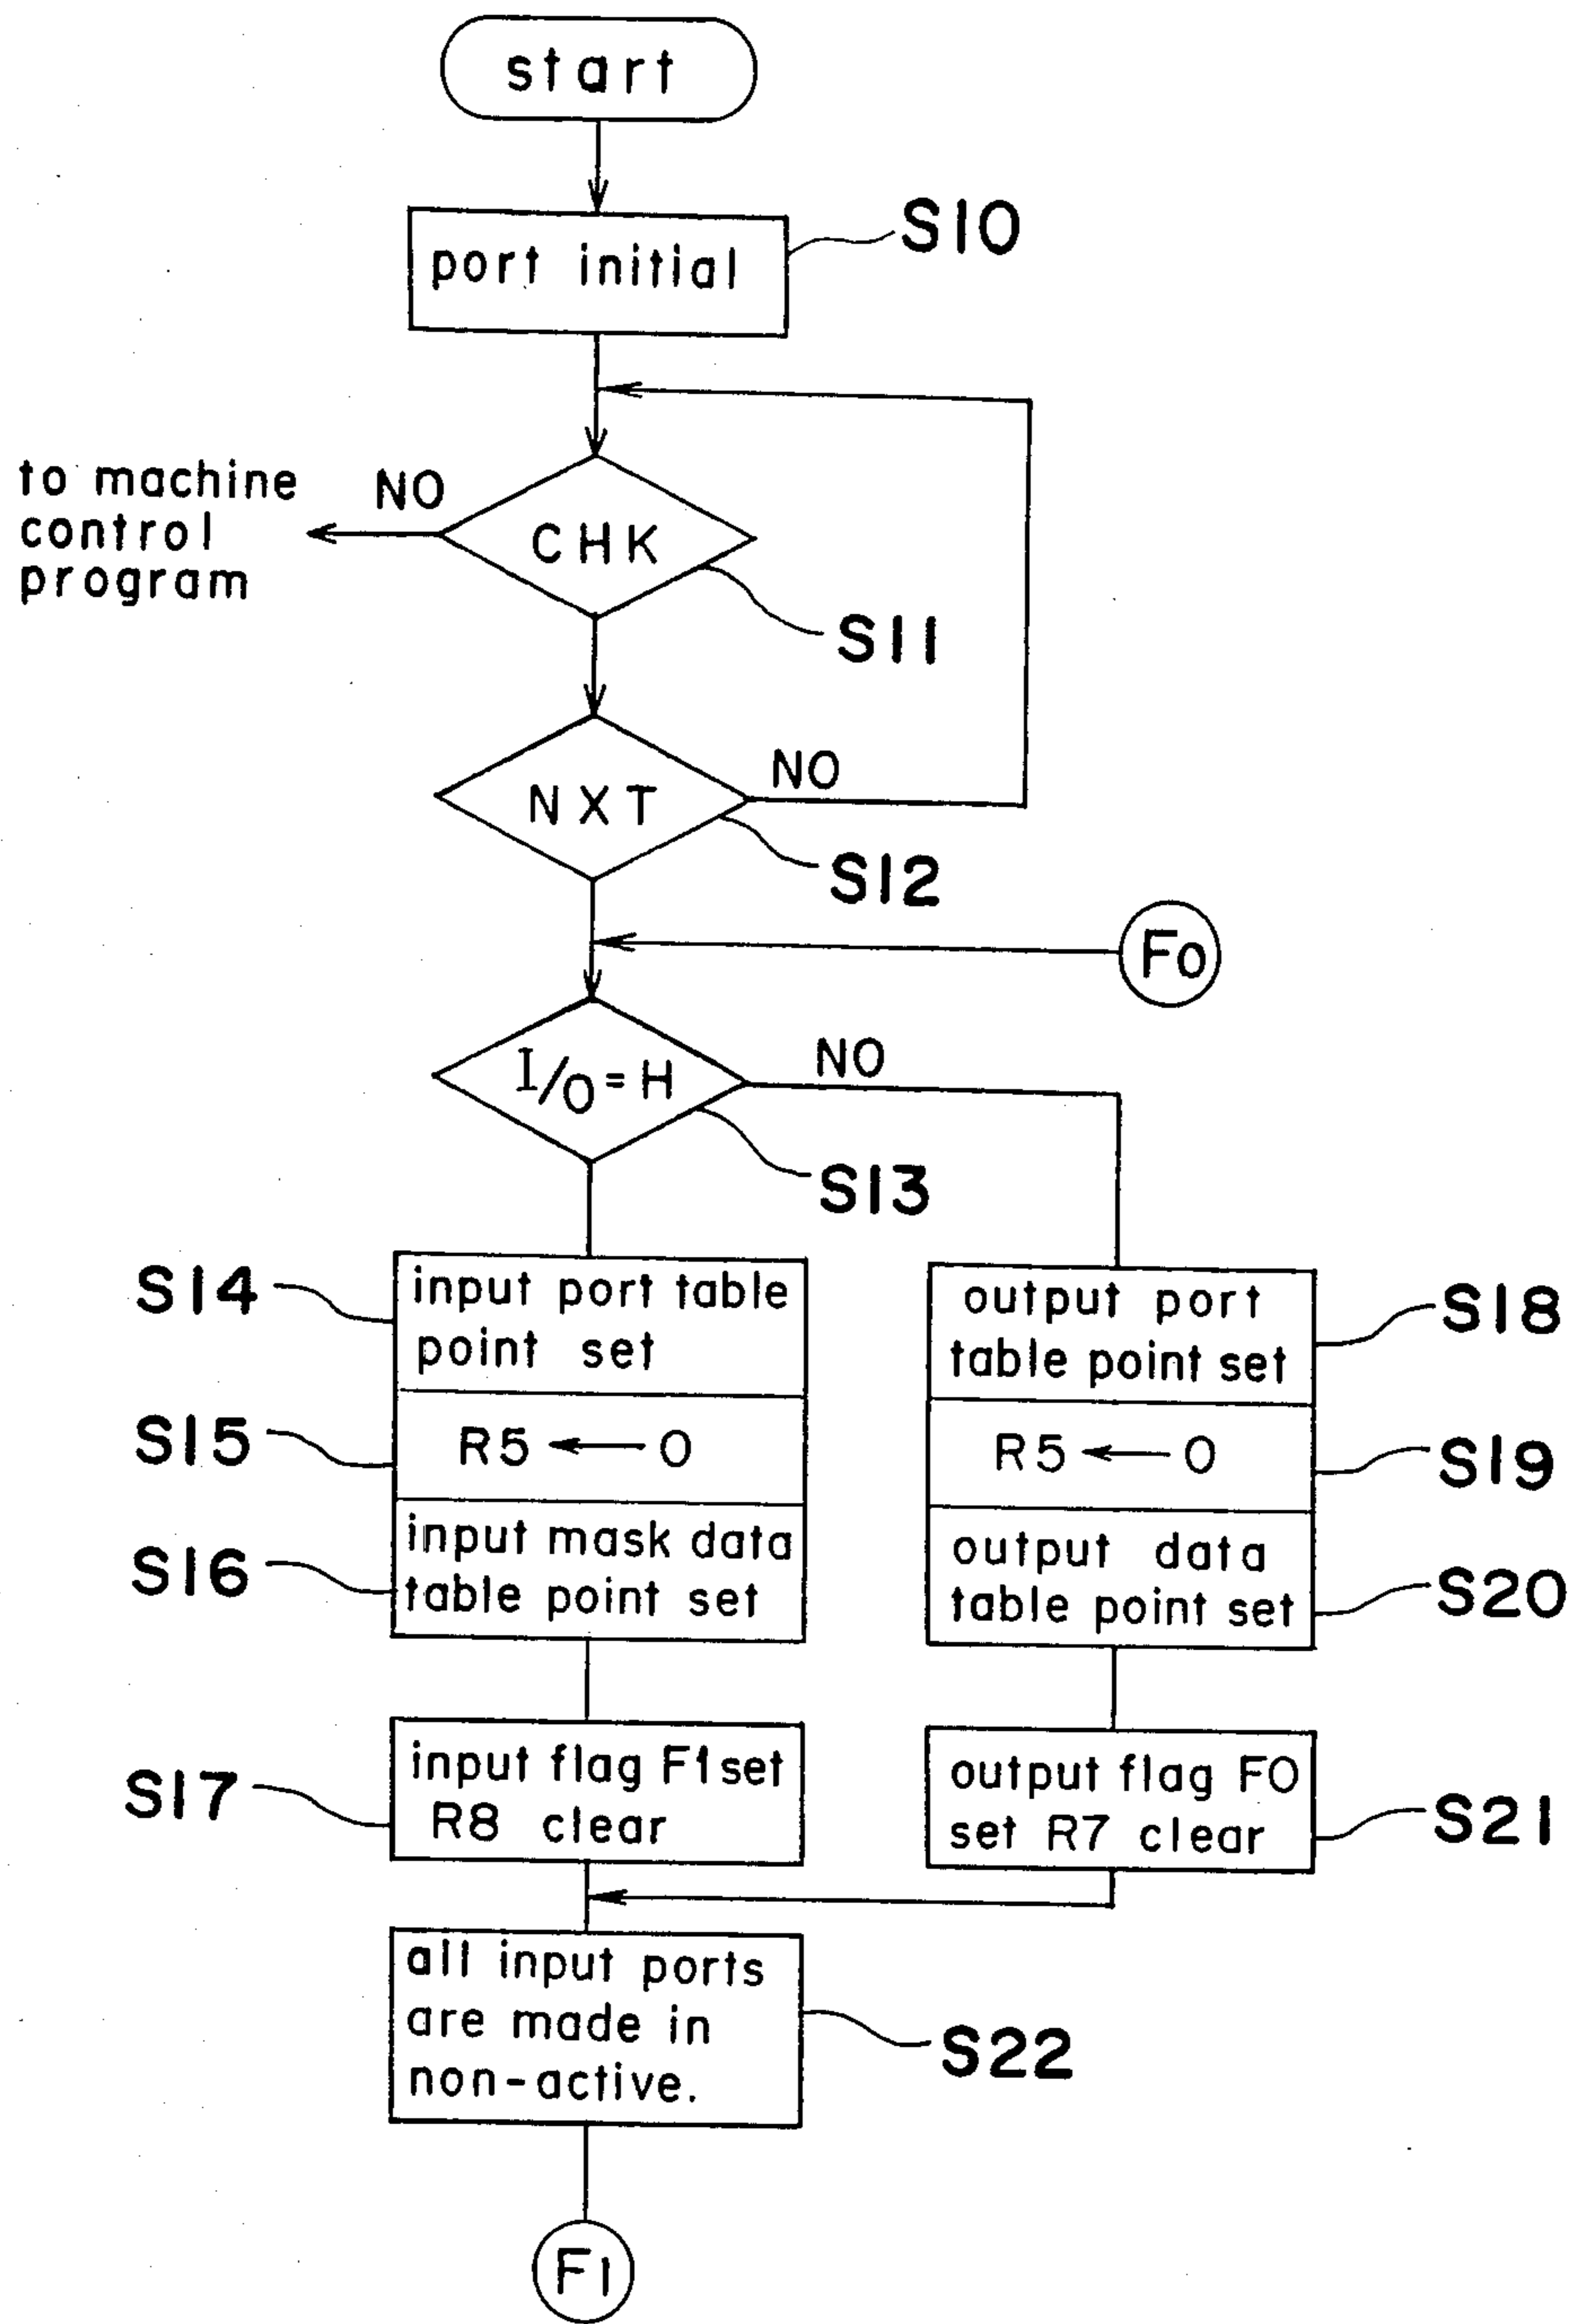 start
port initial
S10
to machine
control
program
NO
CHK
S11
NXT
NO
S12
F0
I/O=H
NO
S13
S14
input port table
point set
S15
R5 ← 0
S16
input mask data
table point set
output port
table point set
S18
R5 ← 0
S19
output data
table point set
S20
S17
input flag F1 set
R8 clear
output flag F0
set R7 clear
S21
all input ports
are made in
non-active.
S22
F1